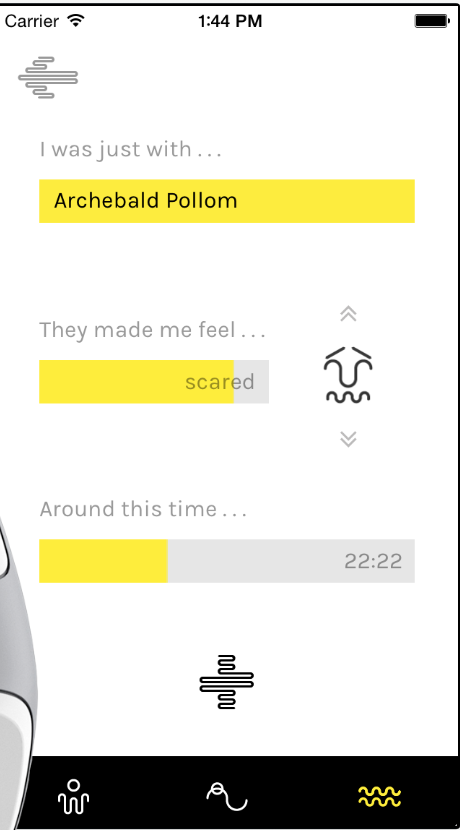 Carrier 1:44 PM
I was just with . . .
Archebald Pollom
They made me feel . . .
scared
Around this time . . .
22:22